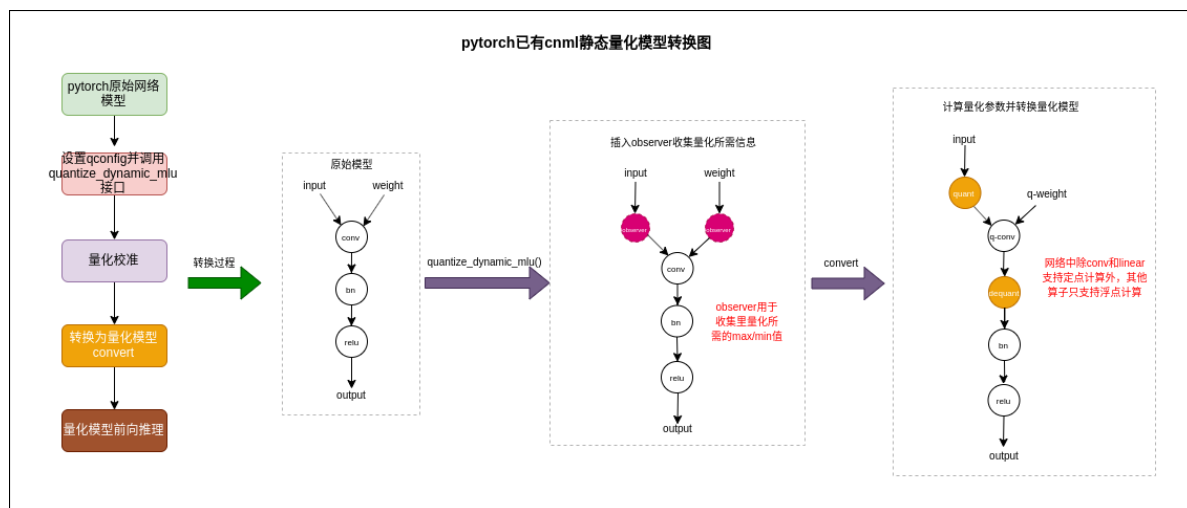 pytorch已有cnml静态量化模型转换图
pytorch原始网络
模型
设置qconfig并调用
quantize_dynamic_mlu
接口
量化校准
转换为量化模型
convert
量化模型前向推理
转换过程
原始模型
input
weight
conv
bn
relu
output
quantize_dynamic_mlu()
插入observer收集量化所需信息
input
weight
observer
observer
conv
bn
relu
output
observer用于
收集里量化所
需的max/min值
convert
计算量化参数并转换量化模型
input
quant
q-weight
q-conv
dequant
bn
relu
output
网络中除conv和linear
支持定点计算外，其他
算子只支持浮点计算